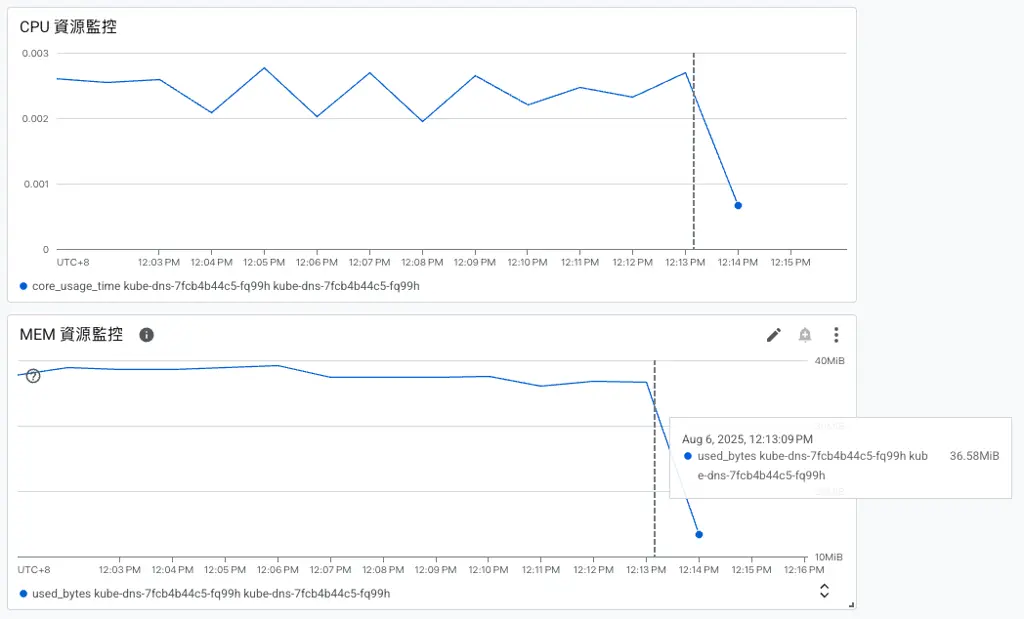 CPU 資源監控
0.003
0.002
0.001
0
UTC+8 12:03 PM 12:04 PM 12:05 PM 12:06 PM 12:07 PM 12:08 PM 12:09 PM 12:10 PM 12:11 PM 12:12 PM 12:13 PM 12:14 PM 12:15 PM
core_usage_time kube-dns-7fcb4b44c5-fq99h kube-dns-7fcb4b44c5-fq99h
MEM 資源監控
40MiB
Aug 6, 2025, 12:13:09 PM
used_bytes kube-dns-7fcb4b44c5-fq99h kub 36.58MiB
e-dns-7fcb4b44c5-fq99h
10MiB
UTC+8 12:03 PM 12:04 PM 12:05 PM 12:06 PM 12:07 PM 12:08 PM 12:09 PM 12:10 PM 12:11 PM 12:12 PM 12:13 PM 12:14 PM 12:15 PM 12:16 PM
used_bytes kube-dns-7fcb4b44c5-fq99h kube-dns-7fcb4b44c5-fq99h